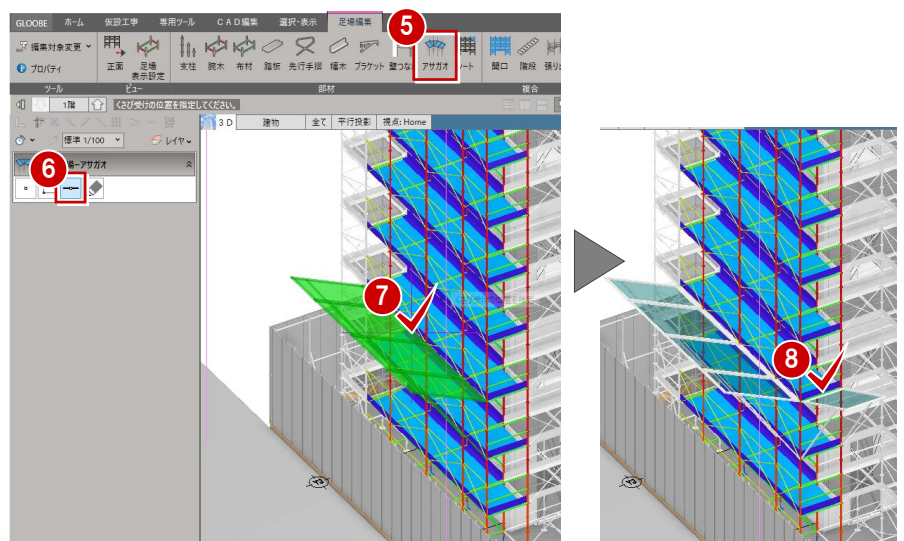 GLOOBE ホーム 仮設工事 専用ツール CAD編集 選択・表示 足場編集
5
編集対象変更
プロパティ
正面 足場 表示設定
支柱 腕木 布材 踏板 先行手摺 幅木 ブラケット 壁つなぎ アサガオ
開口 階段
ツール ビュー 部材 複合
1階 くさび受けの位置を指定してください。
3D 建物 全て 平行投影 視点: Home
標準 1/100 レイヤ
6
アサガオ
7
8